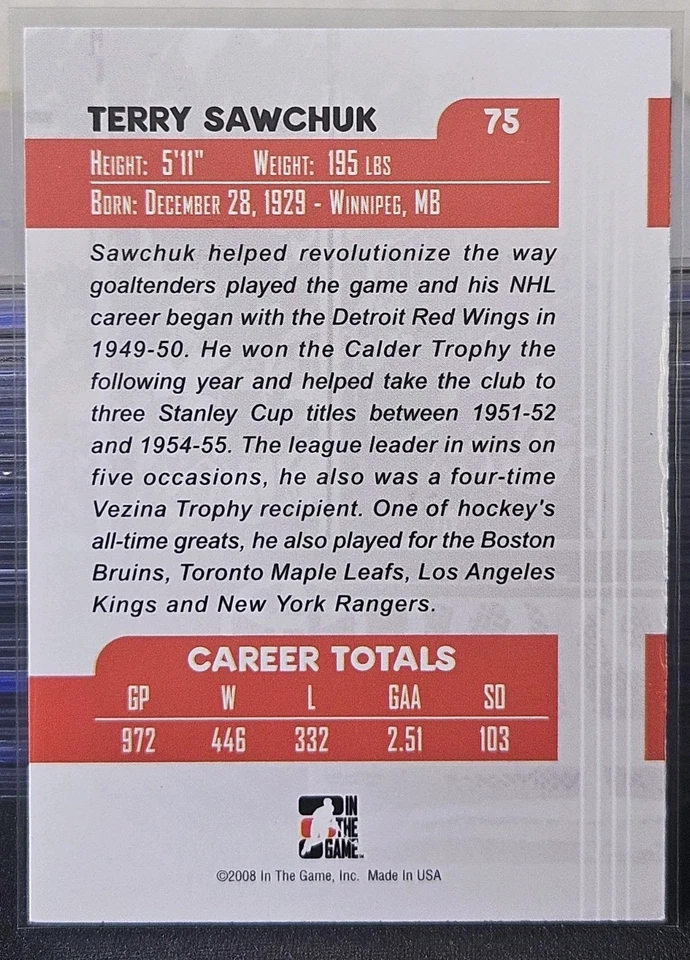 TERRY SAWCHUK 75
HEIGHT: 5'11" WEIGHT: 195 LBS
BORN: DECEMBER 28, 1929 - WINNIPEG, MB
Sawchuk helped revolutionize the way
goaltenders played the game and his NHL
career began with the Detroit Red Wings in
1949-50. He won the Calder Trophy the
following year and helped take the club to
three Stanley Cup titles between 1951-52
and 1954-55. The league leader in wins on
five occasions, he also was a four-time
Vezina Trophy recipient. One of hockey's
all-time greats, he also played for the Boston
Bruins, Toronto Maple Leafs, Los Angeles
Kings and New York Rangers.
CAREER TOTALS
GP W L GAA SO
972 446 332 2.51 103
IN
THE
GAME
©2008 In The Game, Inc. Made In USA